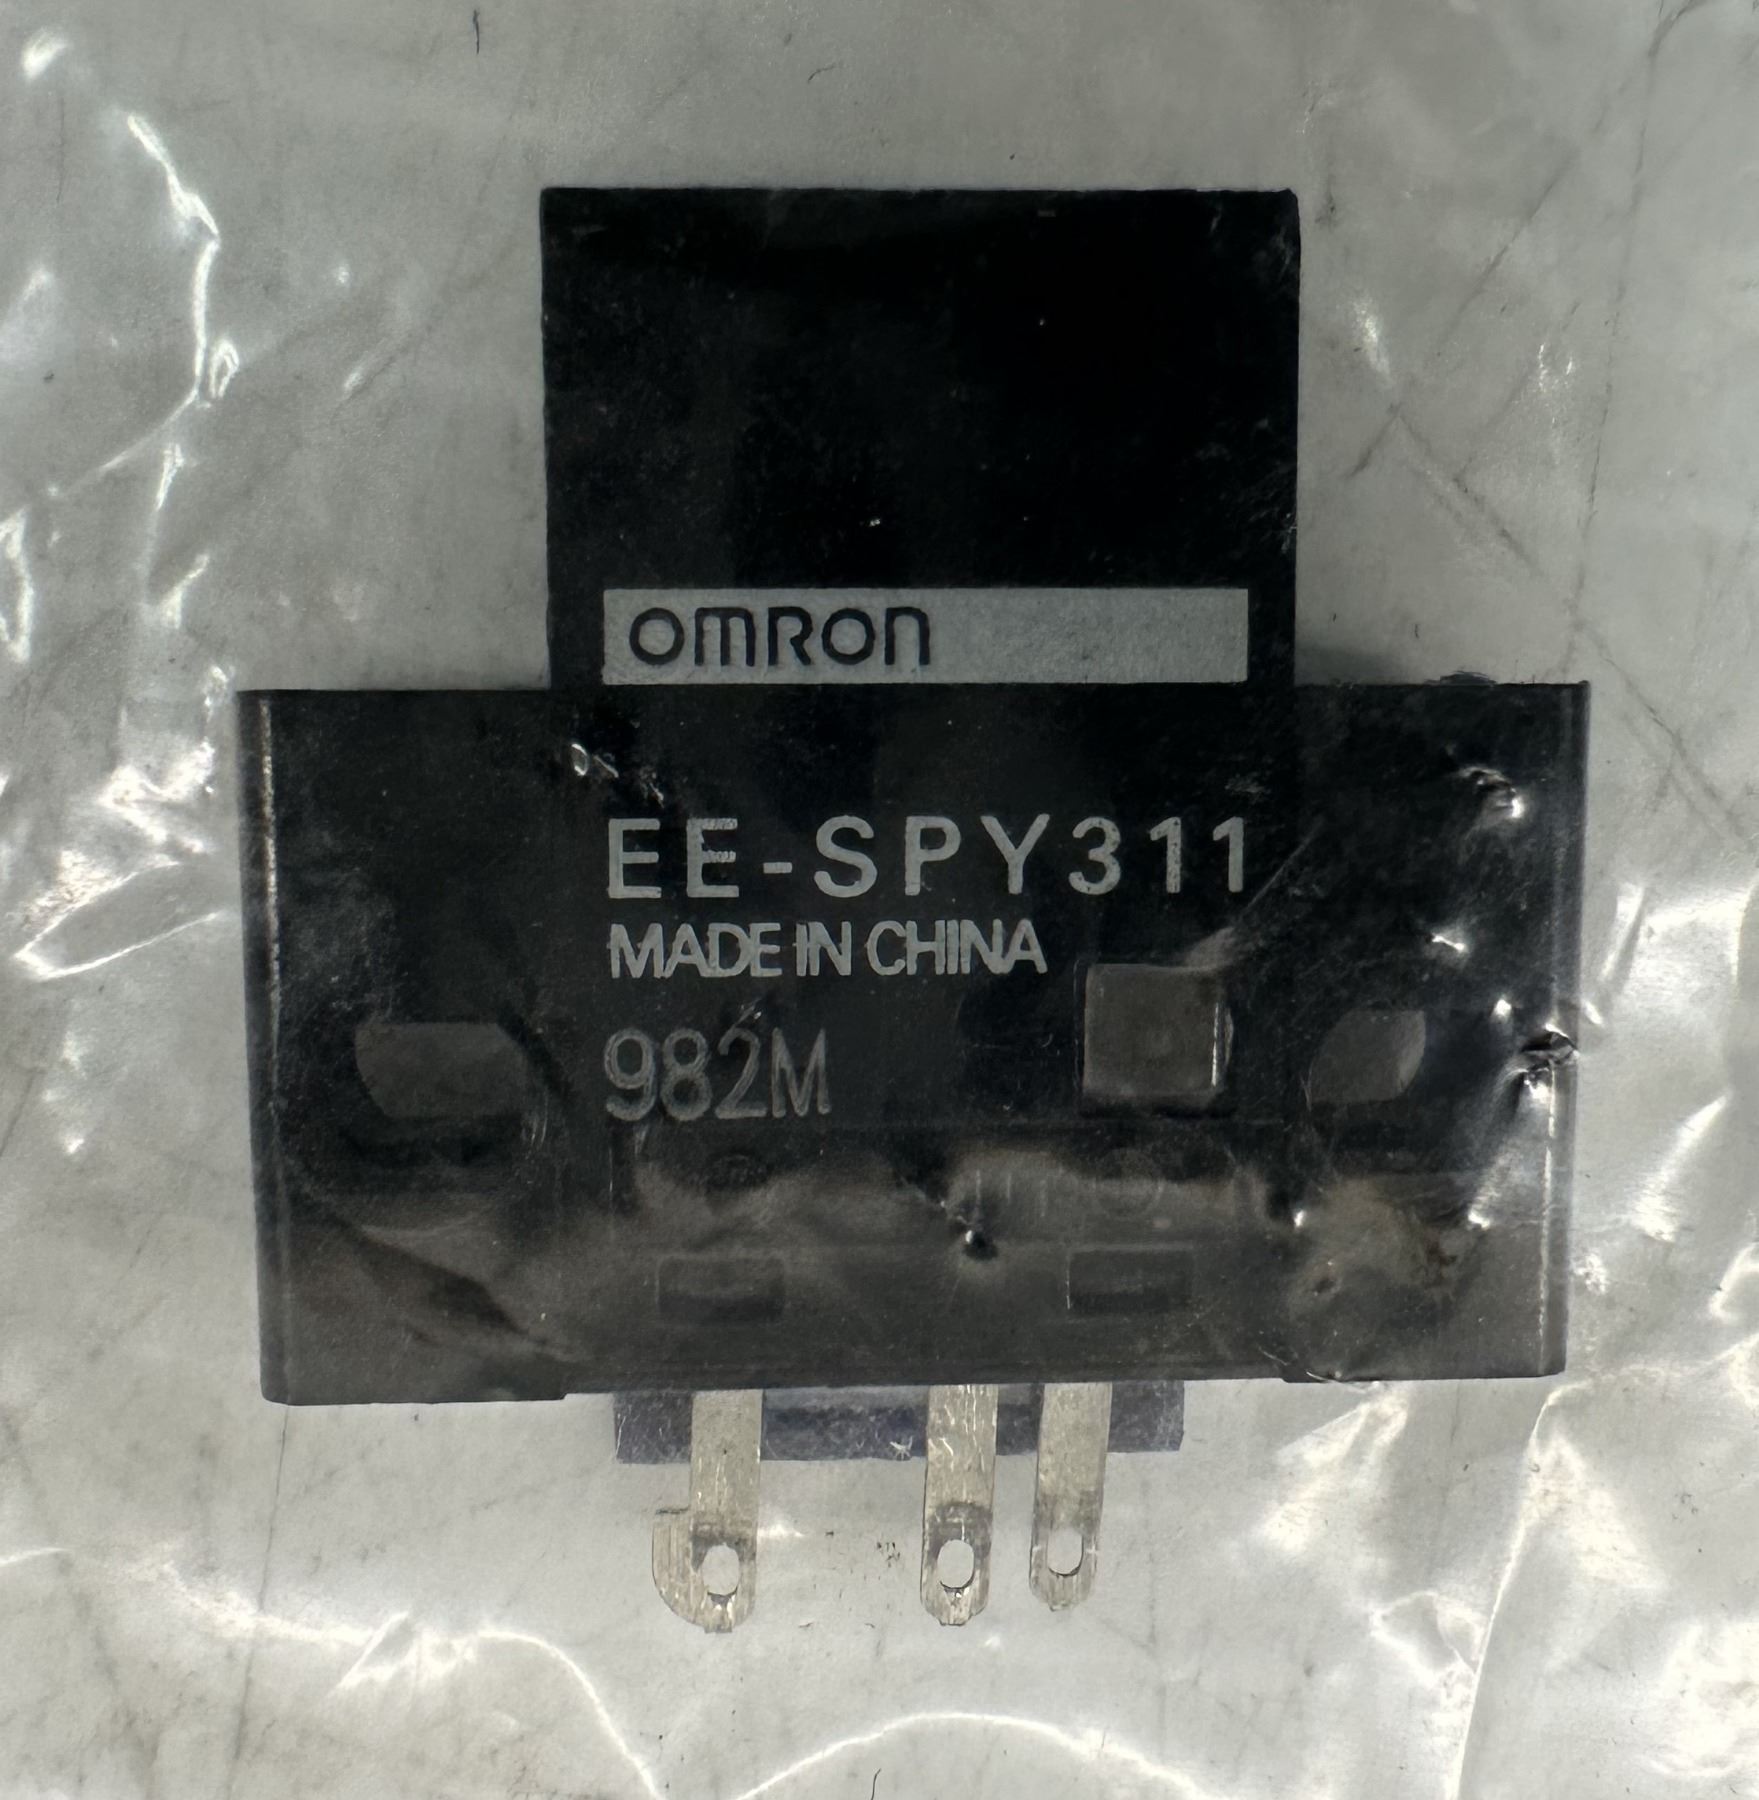 OMRON
EE-SPY311
MADE IN CHINA
982M